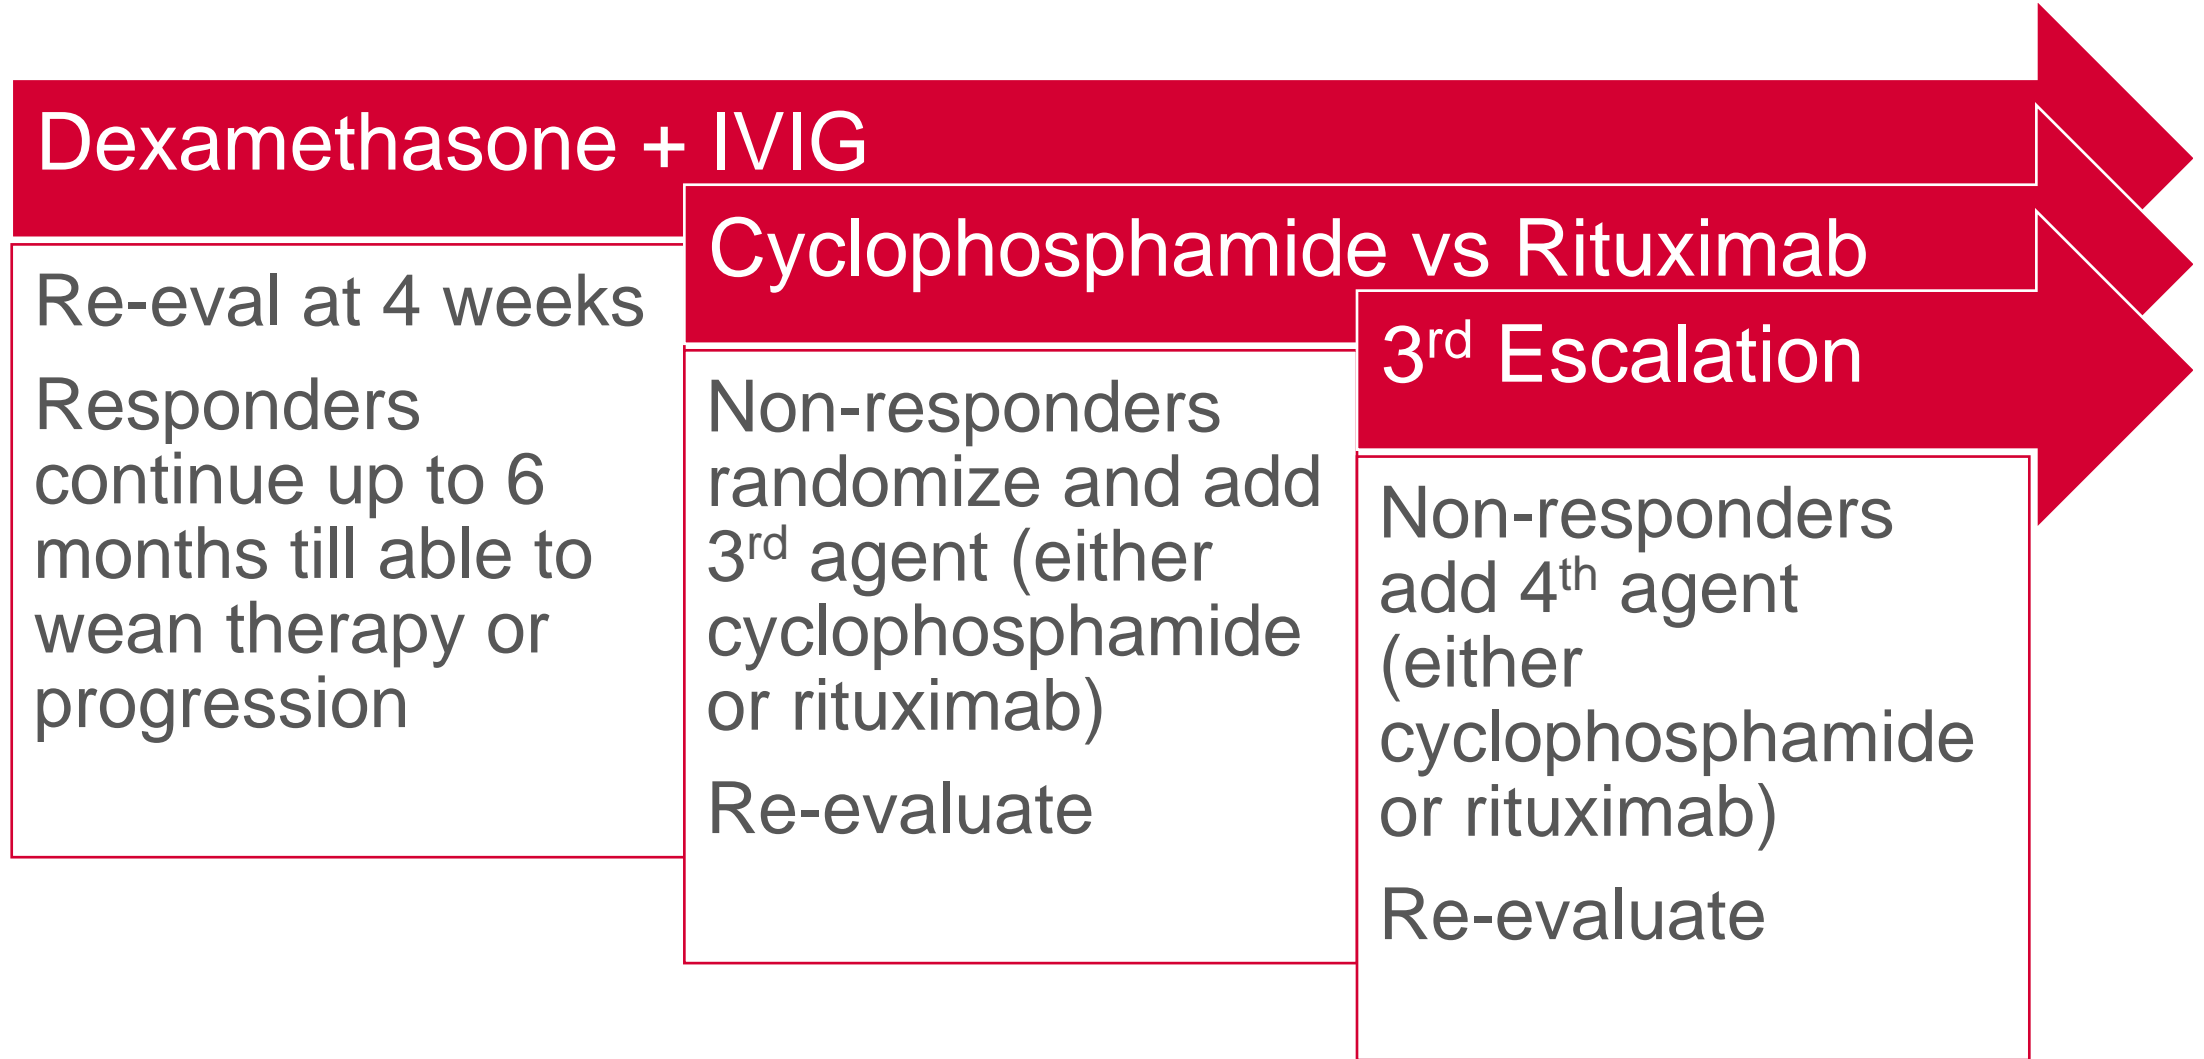 Dexamethasone + IVIG
Re-eval at 4 weeks
Responders
continue up to 6
months till able to
wean therapy or
progression
Cyclophosphamide vs Rituximab
Non-responders
randomize and add
3rd agent (either
cyclophosphamide
or rituximab)
Re-evaluate
3rd Escalation
Non-responders
add 4th agent
(either
cyclophosphamide
or rituximab)
Re-evaluate